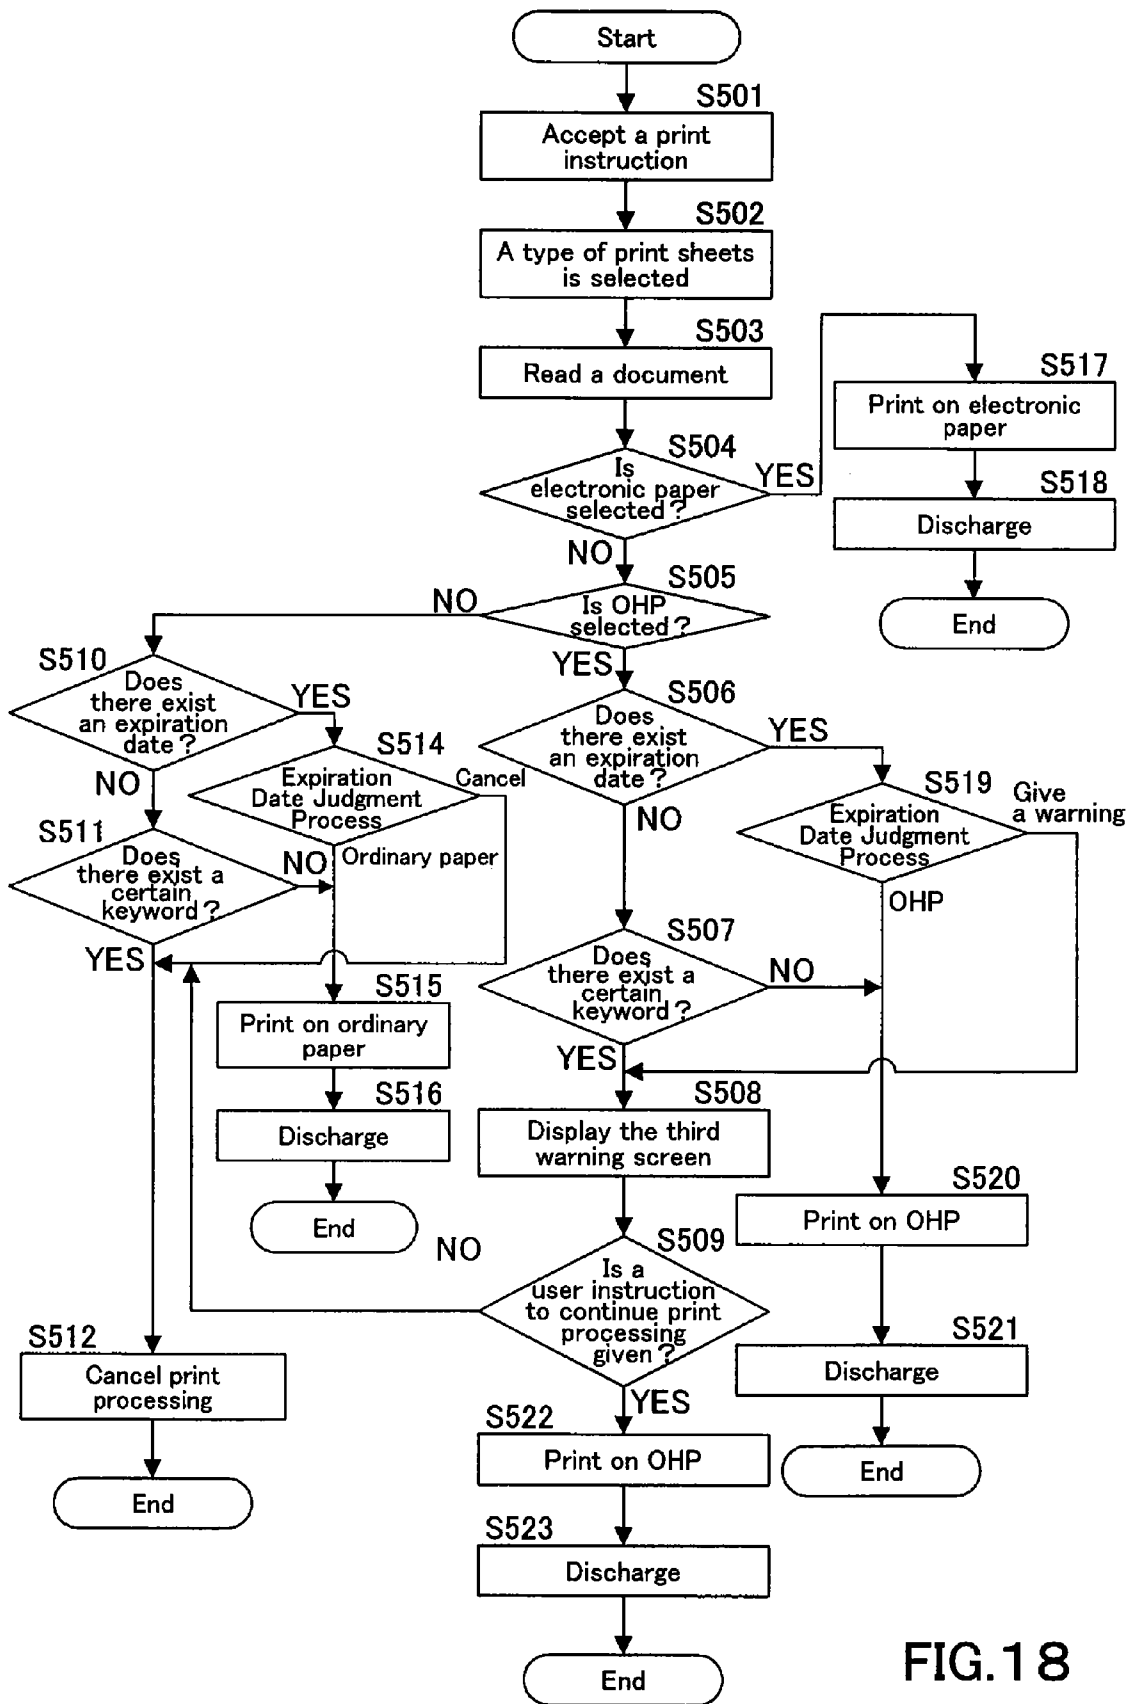 Start
S501
Accept a print
instruction
S502
A type of print sheets
is selected
S503
Read a document
S504
Is
electronic paper
selected?
YES
NO
S517
Print on electronic
paper
S518
Discharge
End
S505
Is OHP
selected?
NO
YES
S510
Does
there exist
an expiration
date?
YES
NO
S514
Expiration
Date Judgment
Process
Cancel
Ordinary paper
S511
Does
there exist a
certain
keyword?
NO
YES
S506
Does
there exist
an expiration
date?
YES
NO
S519
Expiration
Date Judgment
Process
Give
a warning
OHP
S507
Does
there exist a
certain
keyword?
NO
YES
S515
Print on ordinary
paper
S516
Discharge
End
S508
Display the third
warning screen
S509
Is a
user instruction
to continue print
processing
given?
NO
YES
S520
Print on OHP
S521
Discharge
End
S512
Cancel print
processing
End
S522
Print on OHP
S523
Discharge
End
FIG.18